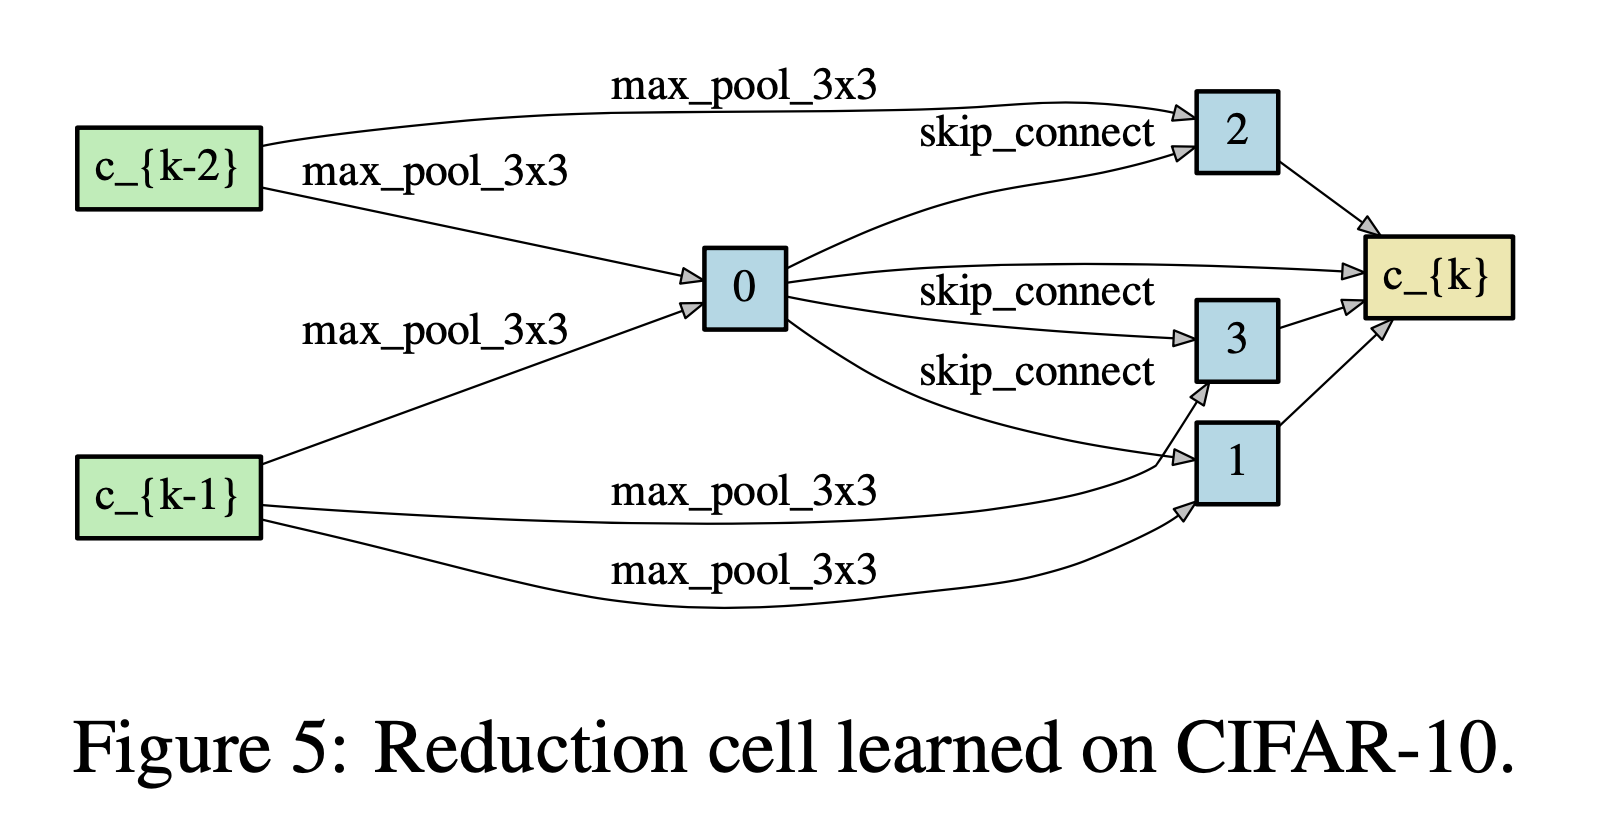 max_pool_3x3
skip_connect
2
c_{k-2}
max_pool_3x3
0
c_{k}
skip_connect
max_pool_3x3
3
skip_connect
1
c_{k-1}
max_pool_3x3
max_pool_3x3
Figure 5: Reduction cell learned on CIFAR-10.